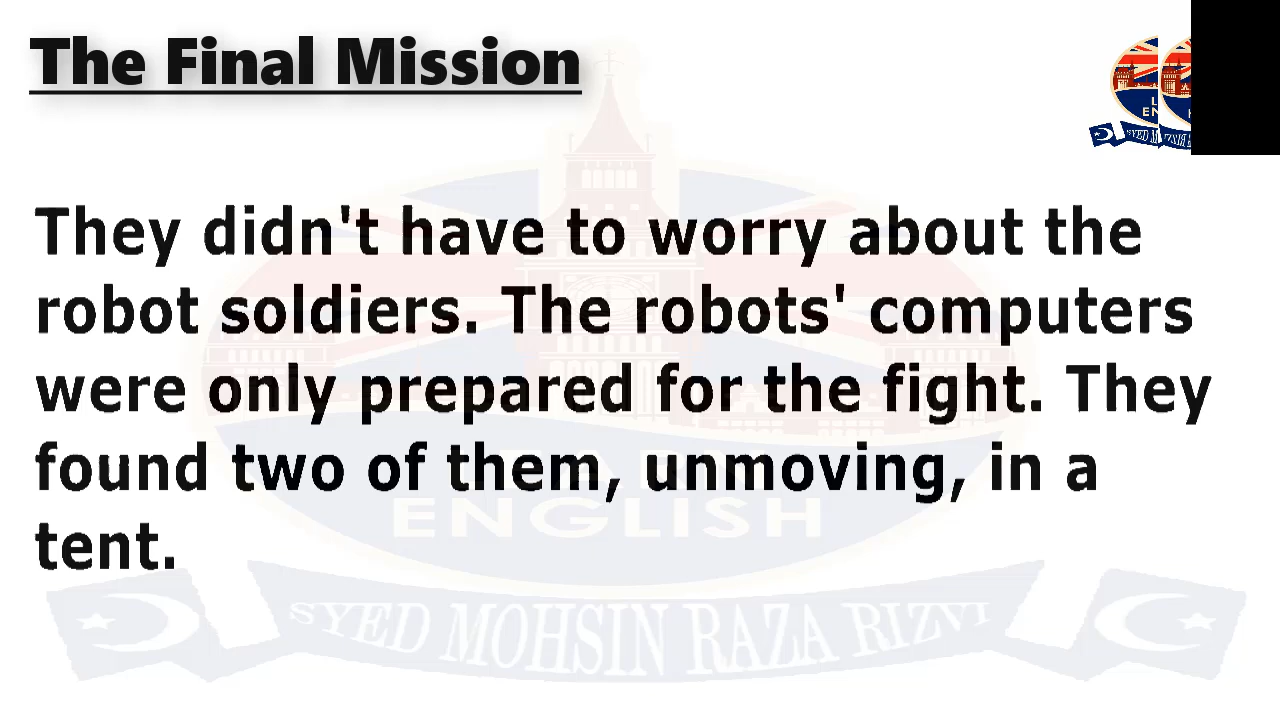 The Final Mission
They didn't have to worry about the
robot soldiers. The robots' computers
were only prepared for the fight. They
found two of them, unmoving, in a
tent.
ENGLISH
SYED MOHSIN RAZA RIZVI